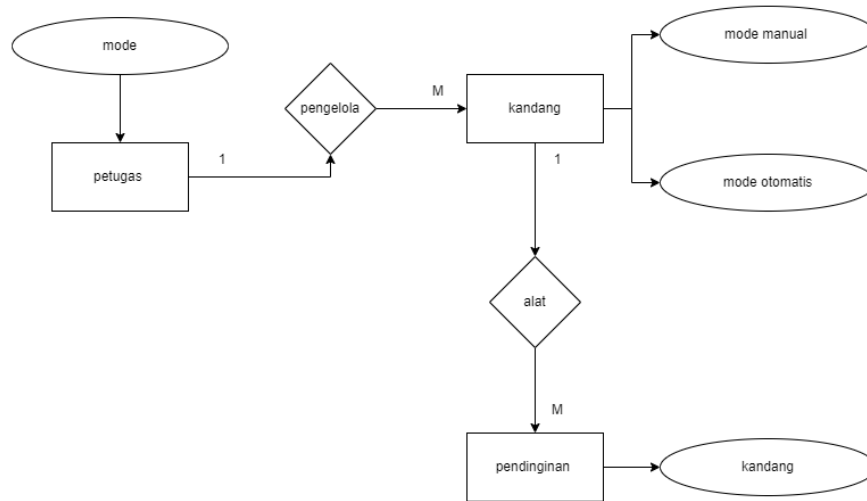 mode
mode manual
pengelola
M
kandang
petugas
1
1
mode otomatis
alat
M
pendinginan
kandang